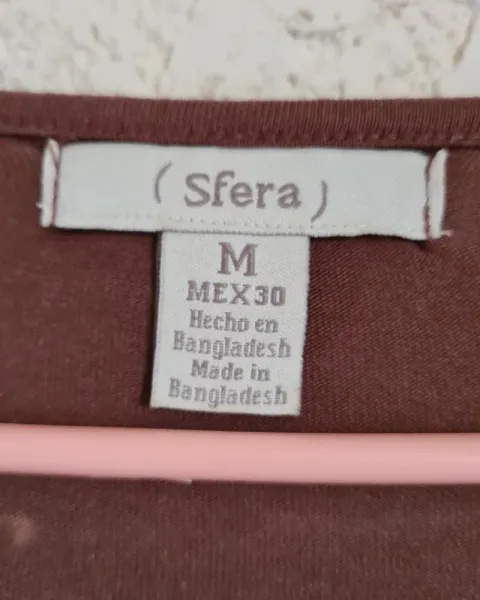 ( Sfera )
M
MEX30
Hecho en
Bangladesh
Made in
Bangladesh